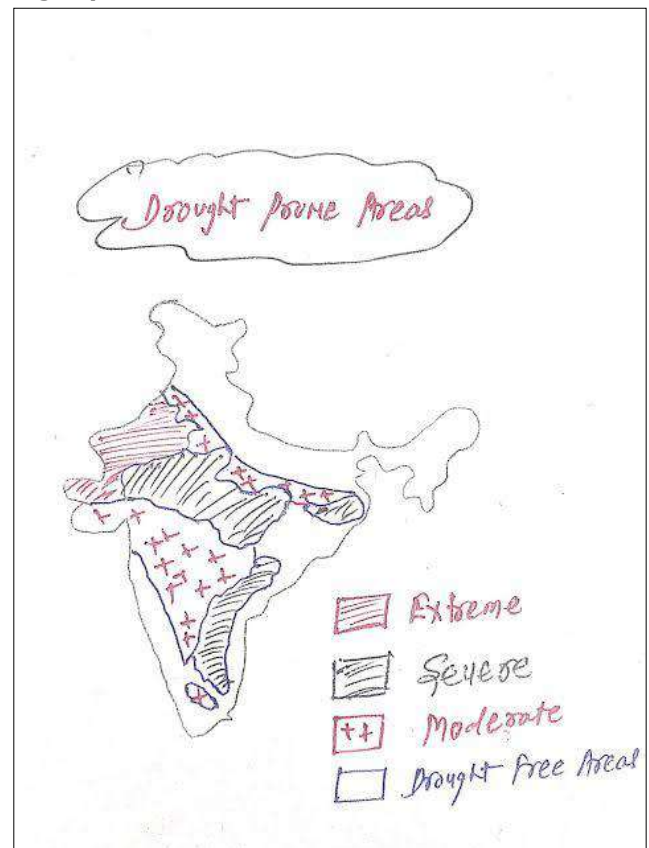 Drought Prone Areas
Extreme
Severe
++ Moderate
Drought Free Areas